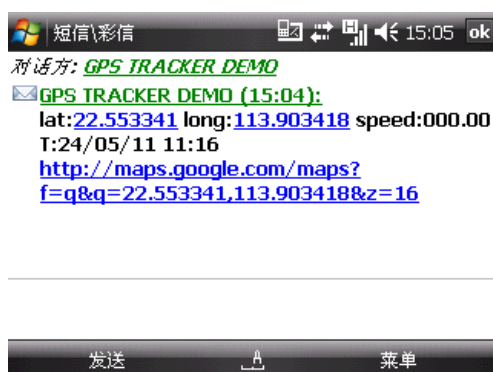 短信\彩信 15:05 ok
对话方: GPS TRACKER DEMO
GPS TRACKER DEMO (15:04):
lat:22.553341 long:113.903418 speed:000.00
T:24/05/11 11:16
http://maps.google.com/maps?
f=q&q=22.553341,113.903418&z=16
发送 A 菜单